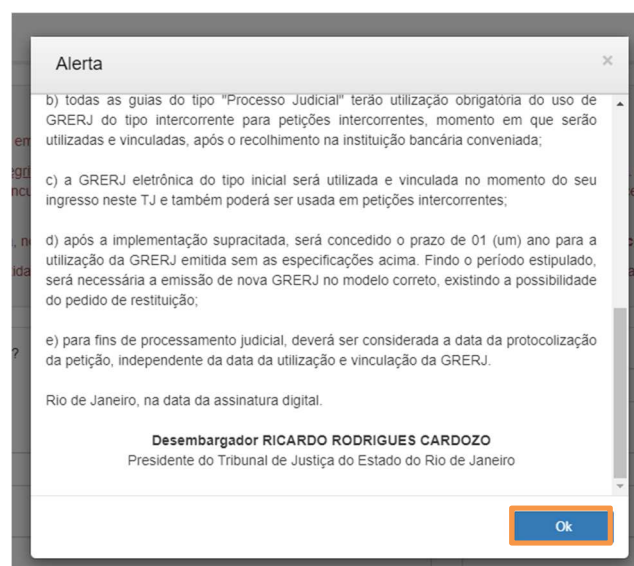 Alerta
×
b) todas as guias do tipo "Processo Judicial" terão utilização obrigatória do uso de
GRERJ do tipo intercorrente para petições intercorrentes, momento em que serão
utilizadas e vinculadas, após o recolhimento na instituição bancária conveniada;
c) a GRERJ eletrônica do tipo inicial será utilizada e vinculada no momento do seu
ingresso neste TJ e também poderá ser usada em petições intercorrentes;
d) após a implementação supracitada, será concedido o prazo de 01 (um) ano para a
utilização da GRERJ emitida sem as especificações acima. Findo o período estipulado,
será necessária a emissão de nova GRERJ no modelo correto, existindo a possibilidade
do pedido de restituição;
e) para fins de processamento judicial, deverá ser considerada a data da protocolização
da petição, independente da data da utilização e vinculação da GRERJ.
Rio de Janeiro, na data da assinatura digital.
Desembargador RICARDO RODRIGUES CARDOZO
Presidente do Tribunal de Justiça do Estado do Rio de Janeiro
Ok